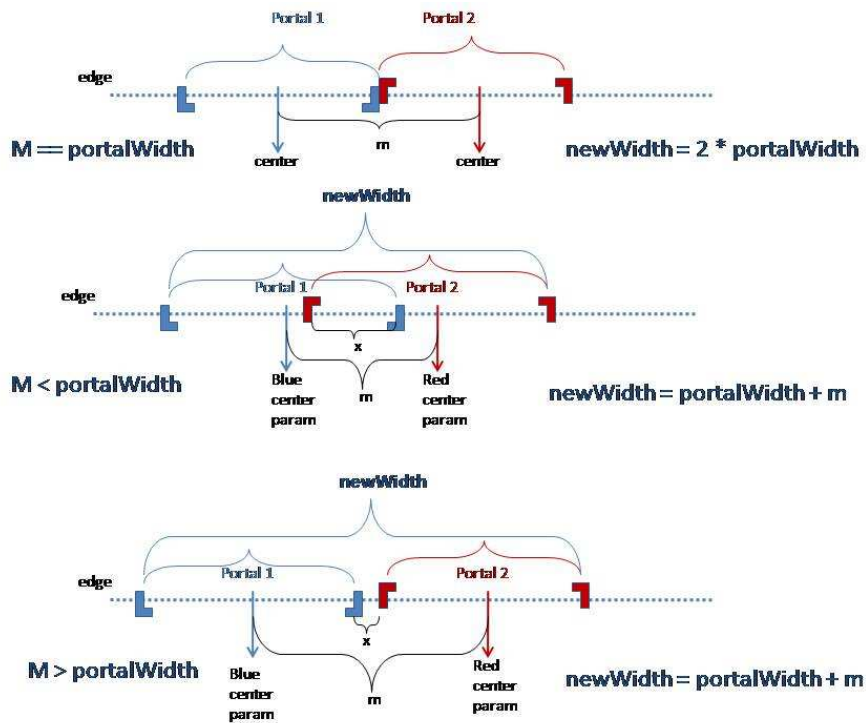 Portal 1
Portal 2
edge
M == portalWidth
m
newWidth = 2 * portalWidth
center
center
newWidth
edge
Portal 1
Portal 2
x
M < portalWidth
Blue
center
param
m
Red
center
param
newWidth = portalWidth + m
newWidth
edge
Portal 1
Portal 2
x
M > portalWidth
Blue
center
param
m
Red
center
param
newWidth = portalWidth + m